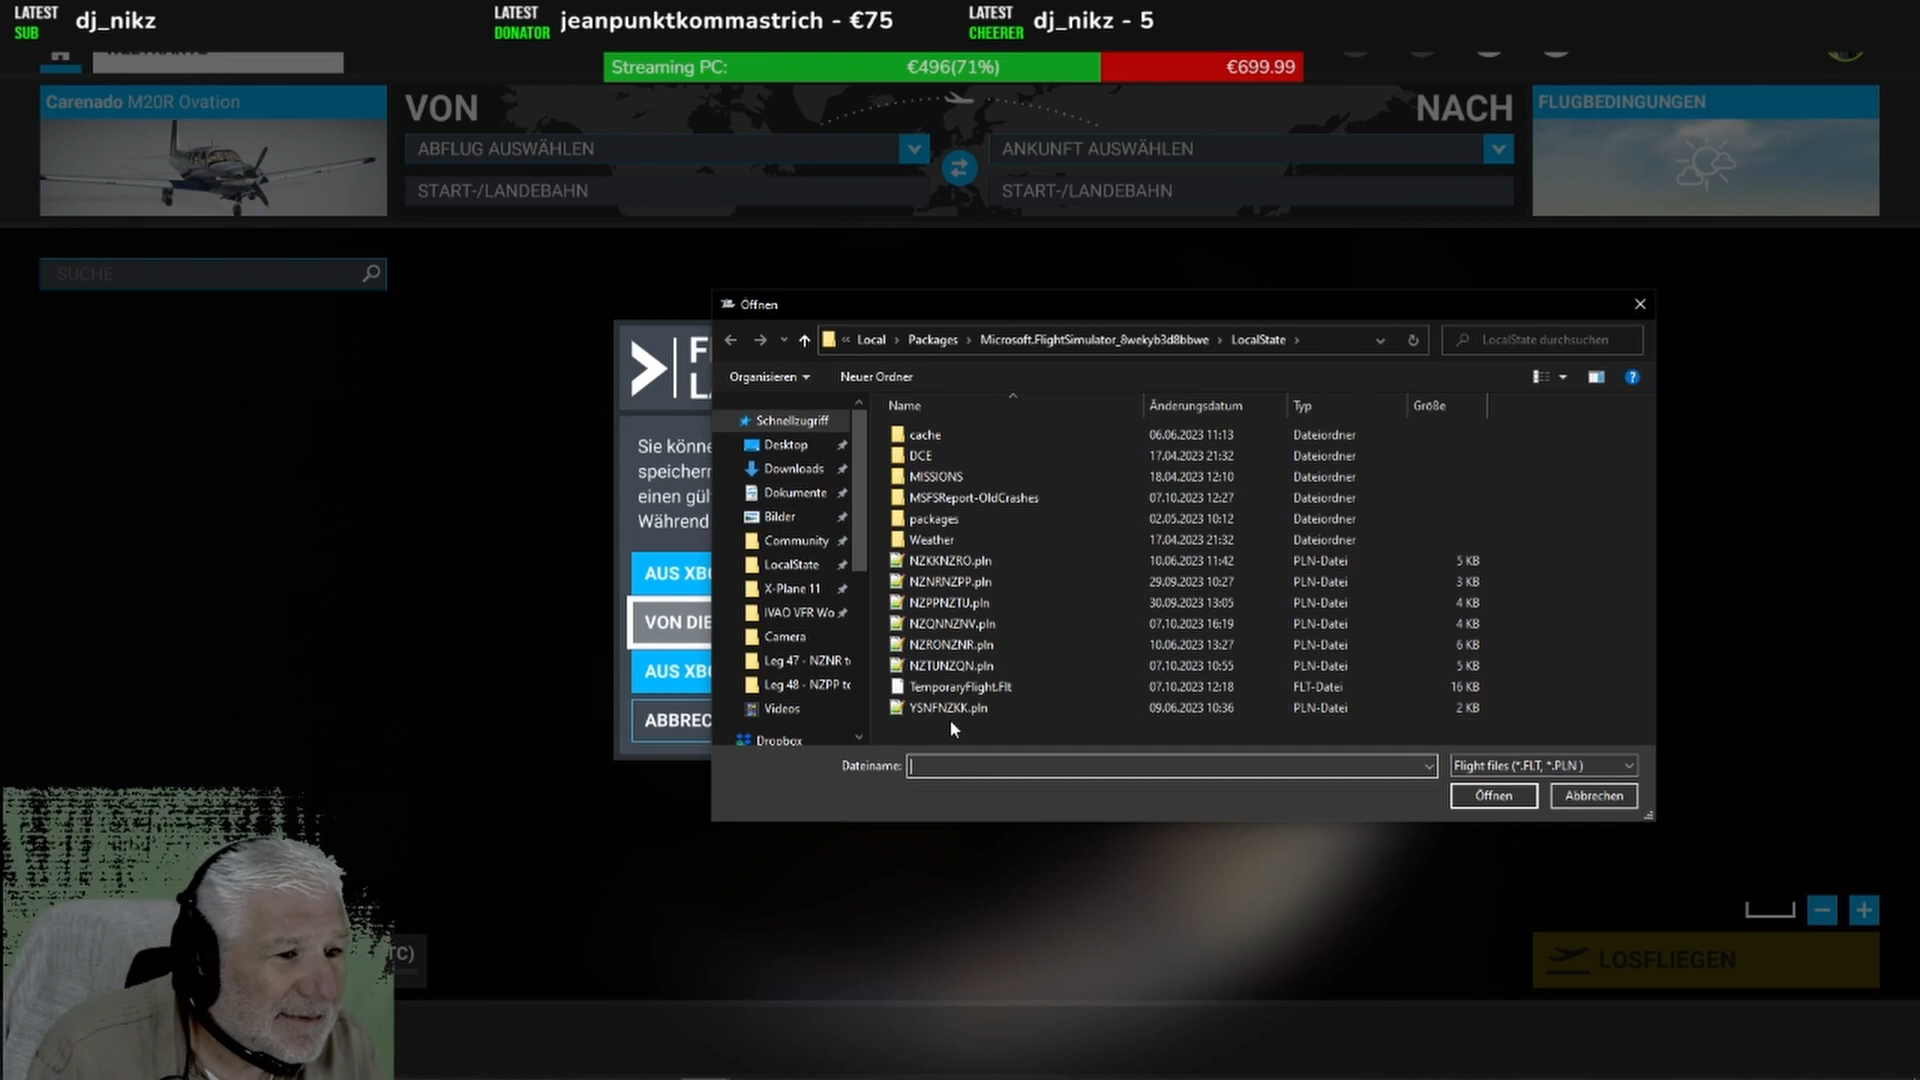 LATEST
SUB
dj_nikz
LATEST
DONATOR
jeanpunktkommastrich - €75
LATEST
CHEERER
dj_nikz - 5
Streaming PC:
€496(71%)
€699.99
Carenado M20R Ovation
VON
NACH
FLUGBEDINGUNGEN
ABFLUG AUSWÄHLEN
ANKUNFT AUSWÄHLEN
START-/LANDEBAHN
START-/LANDEBAHN
SUCHE
Öffnen
Local
Packages
Microsoft.FlightSimulator_8wekyb3d8bbwe
LocalState
LocalState durchsuchen
Organisieren
Neuer Ordner
Name Änderungsdatum Typ Größe
cache 06.06.2023 11:13 Dateiordner
DCE 17.04.2023 21:32 Dateiordner
MISSIONS 18.04.2023 12:10 Dateiordner
MSFSReport-OldCrashes 07.10.2023 12:27 Dateiordner
packages 02.05.2023 10:12 Dateiordner
Weather 17.04.2023 21:32 Dateiordner
NZKKNZRO.pln 10.06.2023 11:42 PLN-Datei 5 KB
NZNRNZPP.pln 29.09.2023 10:27 PLN-Datei 3 KB
NZPPNZTU.pln 30.09.2023 13:05 PLN-Datei 4 KB
NZQNNZNV.pln 07.10.2023 16:19 PLN-Datei 4 KB
NZRONZNR.pln 10.06.2023 13:27 PLN-Datei 6 KB
NZTUNZQN.pln 07.10.2023 10:55 PLN-Datei 5 KB
TemporaryFlight.Flt 07.10.2023 12:18 FLT-Datei 16 KB
YSNFNZKK.pln 09.06.2023 10:36 PLN-Datei 2 KB
Schnellzugriff
Desktop
Downloads
Dokumente
Bilder
Community
LocalState
X-Plane 11
IVAO VFR Wo
Camera
Leg 47 - NZNR t
Leg 48 - NZPP tc
Videos
Dropbox
Dateiname:
Flight files (*.FLT, *.PLN )
Öffnen
Abbrechen
F
L
Sie könne
speichern
einen gül
Während
AUS XB
VON DIE
AUS XB
ABBREC
TC)
LOSFLIEGEN